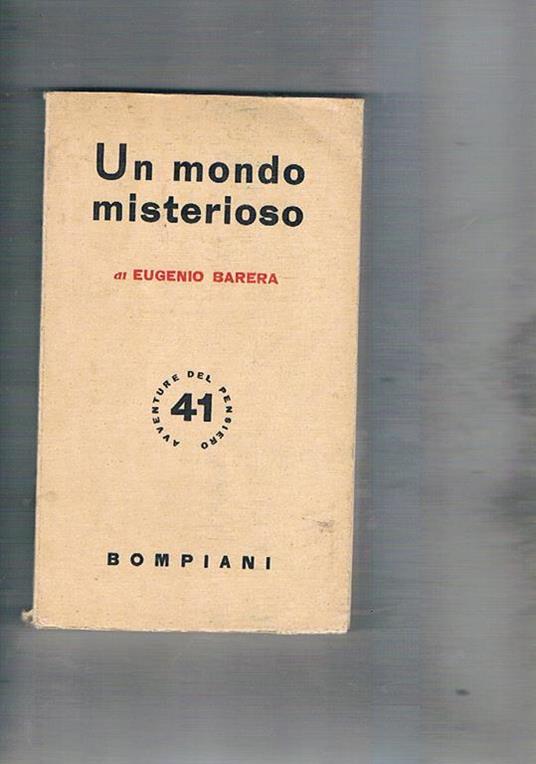 Un mondo
misterioso
di EUGENIO BARERA
AVVENTURE DEL PENSIERO
41
BOMPIANI